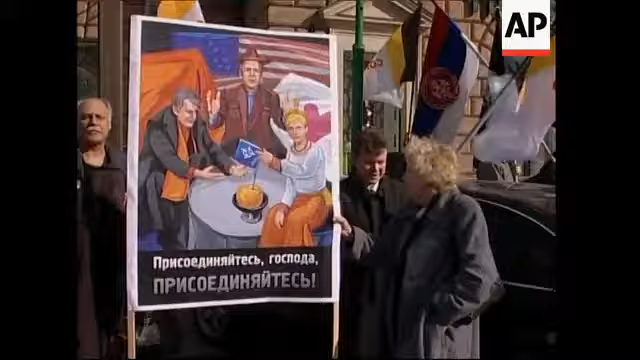 AP
Присоединяйтесь, господа,
ПРИСОЕДИНЯЙТЕСЬ!